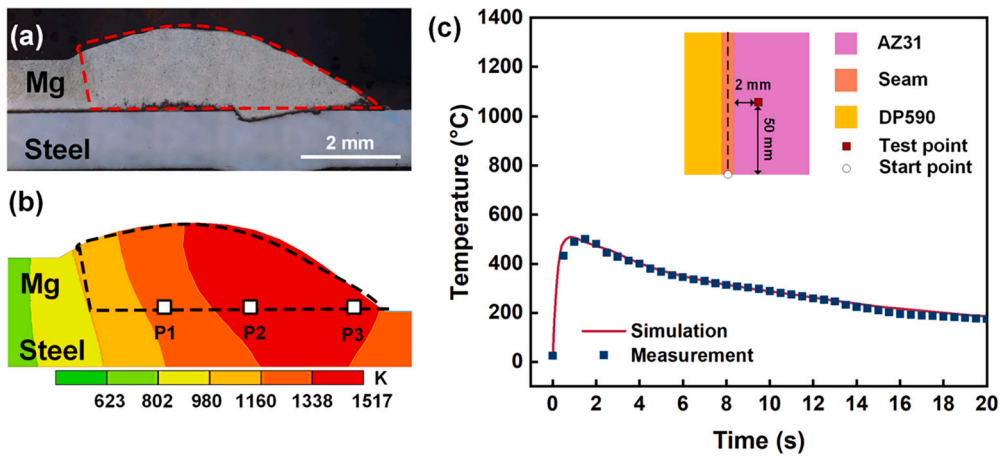 (a)
Mg
Steel
2 mm
(b)
Mg
Steel
P1
P2
P3
K
623 802 980 1160 1338 1517
(c)
Temperature (°C)
1400
1200
1000
800
600
400
200
0
0 2 4 6 8 10 12 14 16 18 20
Time (s)
2 mm
50 mm
AZ31
Seam
DP590
Test point
Start point
Simulation
Measurement